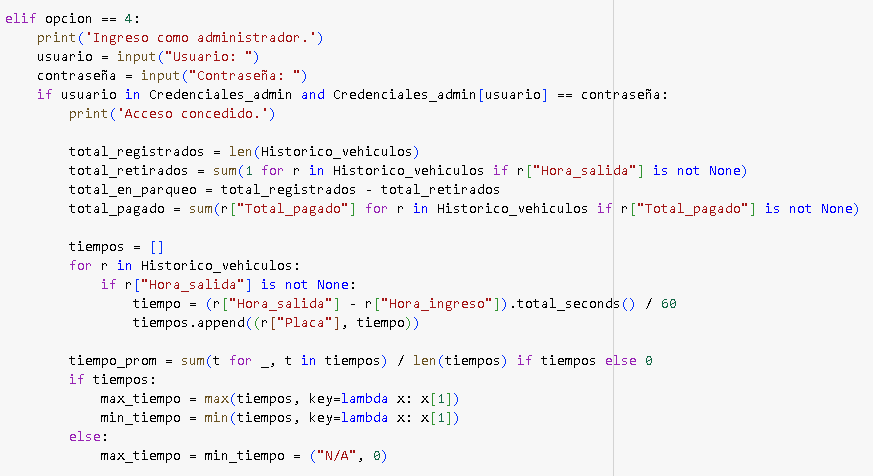 elif opcion == 4:
    print('Ingreso como administrador.')
    usuario = input("Usuario: ")
    contraseña = input("Contraseña: ")
    if usuario in Credenciales_admin and Credenciales_admin[usuario] == contraseña:
        print('Acceso concedido.')

        total_registrados = len(Historico_vehiculos)
        total_retirados = sum(1 for r in Historico_vehiculos if r["Hora_salida"] is not None)
        total_en_parqueo = total_registrados - total_retirados
        total_pagado = sum(r["Total_pagado"] for r in Historico_vehiculos if r["Total_pagado"] is not None)

        tiempos = []
        for r in Historico_vehiculos:
            if r["Hora_salida"] is not None:
                tiempo = (r["Hora_salida"] - r["Hora_ingreso"]).total_seconds() / 60
                tiempos.append((r["Placa"], tiempo))

        tiempo_prom = sum(t for _, t in tiempos) / len(tiempos) if tiempos else 0
        if tiempos:
            max_tiempo = max(tiempos, key=lambda x: x[1])
            min_tiempo = min(tiempos, key=lambda x: x[1])
        else:
            max_tiempo = min_tiempo = ("N/A", 0)